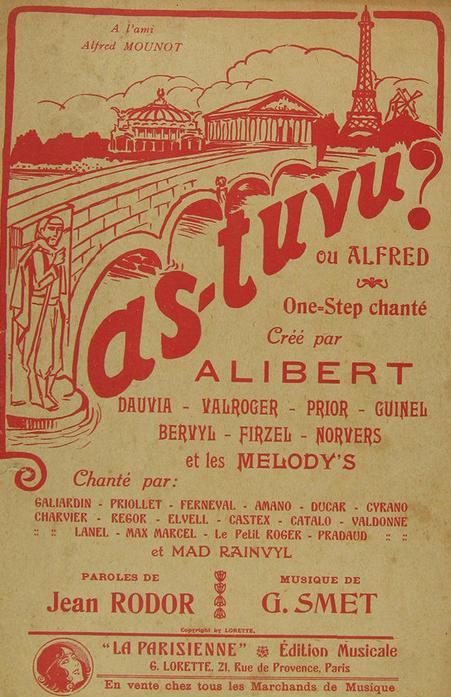 A l'ami
Alfred MOUNOT
as-tuvu?
ou ALFRED
One=Step chanté
Créé par
ALIBERT
DAUVIA - VALROGER - PRIOR - GUINEL
BERVYL - FIRZEL - NORVERS
et les MELODY'S
Chanté par:
GALIARDIN - PRIOLLET - FERNEVAL - AMANO - DUCAR - CYRANO
CHARVIER - REGOR - ELVELL - CASTEX - CATALO - VALDONNE
:: :: LANEL - MAX MARCEL - Le Petit ROGER - PRADAUD :: ::
et MAD RAINVYL
PAROLES DE
Jean RODOR
MUSIQUE DE
G. SMET
Copyright by LORETTE.
"LA PARISIENNE" Édition Musicale
G. LORETTE, 21, Rue de Provence, Paris
En vente chez tous les Marchands de Musique